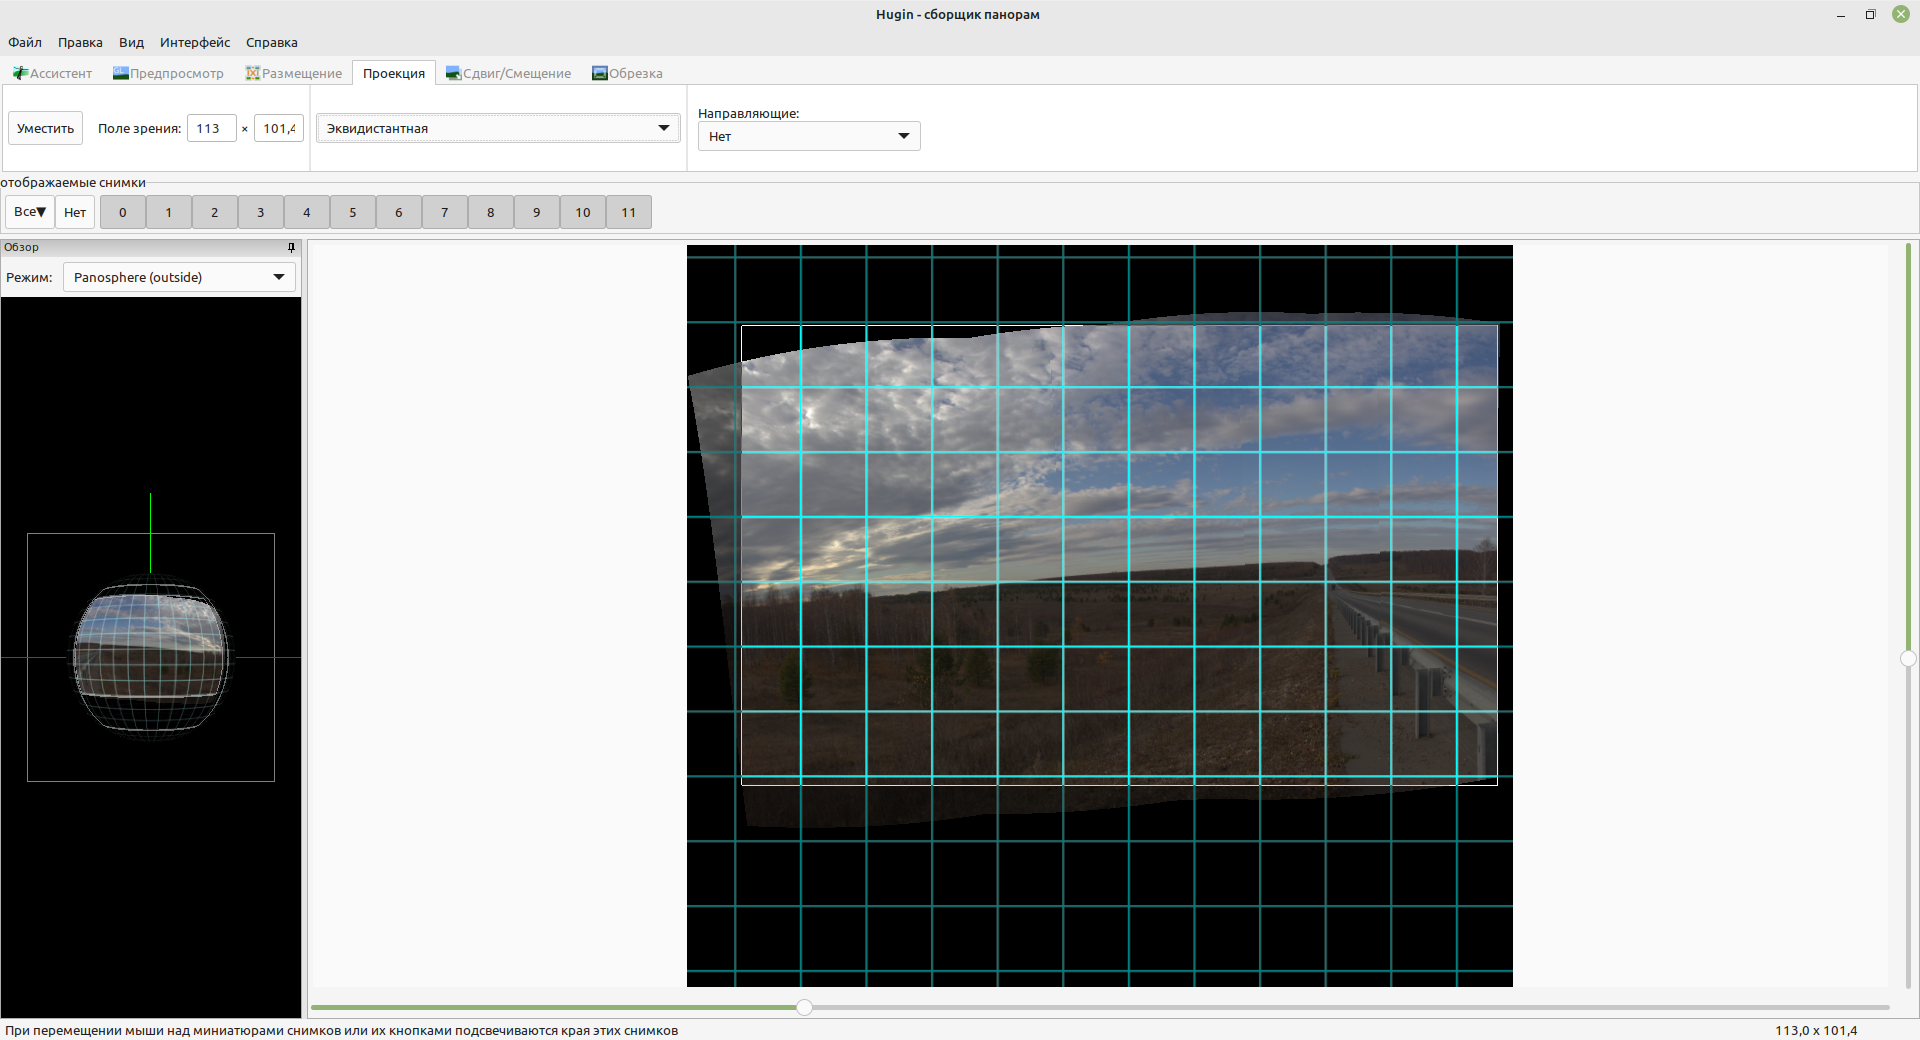 Hugin - сборщик панорам
Файл Правка Вид Интерфейс Справка
Ассистент Предпросмотр Размещение Проекция Сдвиг/Смещение Обрезка
Направляющие:
Уместить Поле зрения: 113 × 101,4 Эквидистантная
Нет
отображаемые снимки
Все▼ Нет 0 1 2 3 4 5 6 7 8 9 10 11
Обзор
Режим: Panosphere (outside)
При перемещении мыши над миниатюрами снимков или их кнопками подсвечиваются края этих снимков 113,0 x 101,4